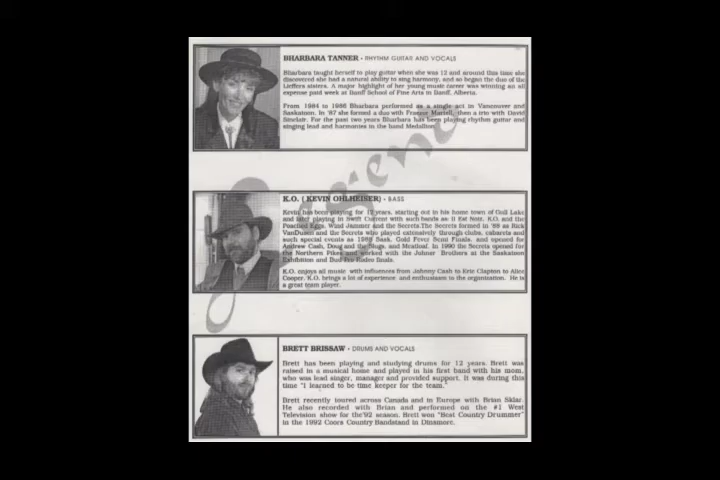 BHARBARA TANNER • RHYTHM GUITAR AND VOCALS
Bharbara taught herself to play guitar when she was 12 and around this time she
discovered she had a natural ability to sing harmony, and so began the duo of the
Lieffers sisters. A major highlight of her young music career was winning an all
expense paid week at Banff School of Fine Arts in Banff, Alberta.
From 1984 to 1986 Bharbara performed as a single act in Vancouver and
Saskatoon. In '87 she formed a duo with France Martell, then a trio with David
Sinclair. For the past two years Bharbara has been playing rhythm guitar and
singing lead and harmonies in the band Medallion.
Legend
K.O. ( KEVIN OHLHEISER) • BASS
Kevin has been playing for 15 years, starting out in his home town of Gull Lake
and later playing in Swift Current with such bands as: II Eat Notz, K.O. and the
Poached Eggs, Wind Jammer and the Secrets. The Secrets formed in '89 as Rick
VanDusen and the Secrets who played extensively through clubs, cabarets and
such special events as 1989 Sask. Gold Fever Scout Finals, and opened for
Andrew Cash, Doug and the Slugs, and Meatloaf. In 1990 the Secrets opened for
the Northern Pikes and worked with the Johner Brothers at the Saskatoon
Exhibition and Bud Pro Rodeo finals.
K.O. enjoys all music with influences from Johnny Cash to Eric Clapton to Alice
Cooper. K.O. brings a lot of experience and enthusiasm to the organization. He is
a great team player.
BRETT BRISSAW • DRUMS AND VOCALS
Brett has been playing and studying drums for 12 years. Brett was
raised in a musical home and played in his first band with his mom,
who was lead singer, manager and provided support. It was during this
time "I learned to be time keeper for the team."
Brett recently toured across Canada and in Europe with Brian Sklar.
He also recorded with Brian and performed on the #1 West
Television show for the '92 season. Brett won "Best Country Drummer"
in the 1992 Coors Country Bandstand in Dinsmore.